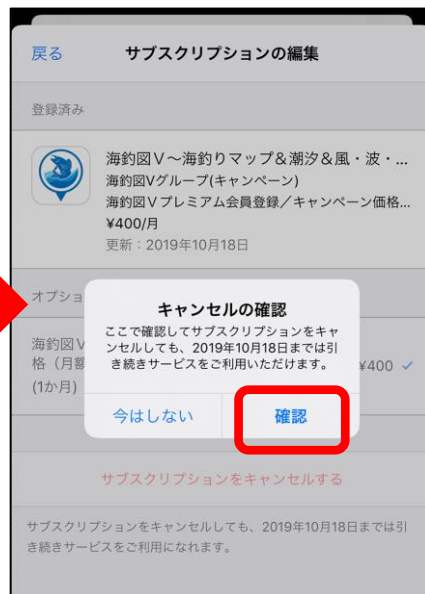 戻る サブスクリプションの編集
登録済み
海釣図V~海釣りマップ&潮汐&風・波・...
海釣図Vグループ(キャンペーン)
海釣図Vプレミアム会員登録/キャンペーン価格...
¥400/月
更新:2019年10月18日
オプショ
キャンセルの確認
ここで確認してサブスクリプションをキャ
ンセルしても、2019年10月18日までは引
き続きサービスをご利用いただけます。
海釣図V
格(月額
(1か月)
¥400 ✓
今はしない 確認
サブスクリプションをキャンセルする
サブスクリプションをキャンセルしても、2019年10月18日までは引
き続きサービスをご利用になれます。